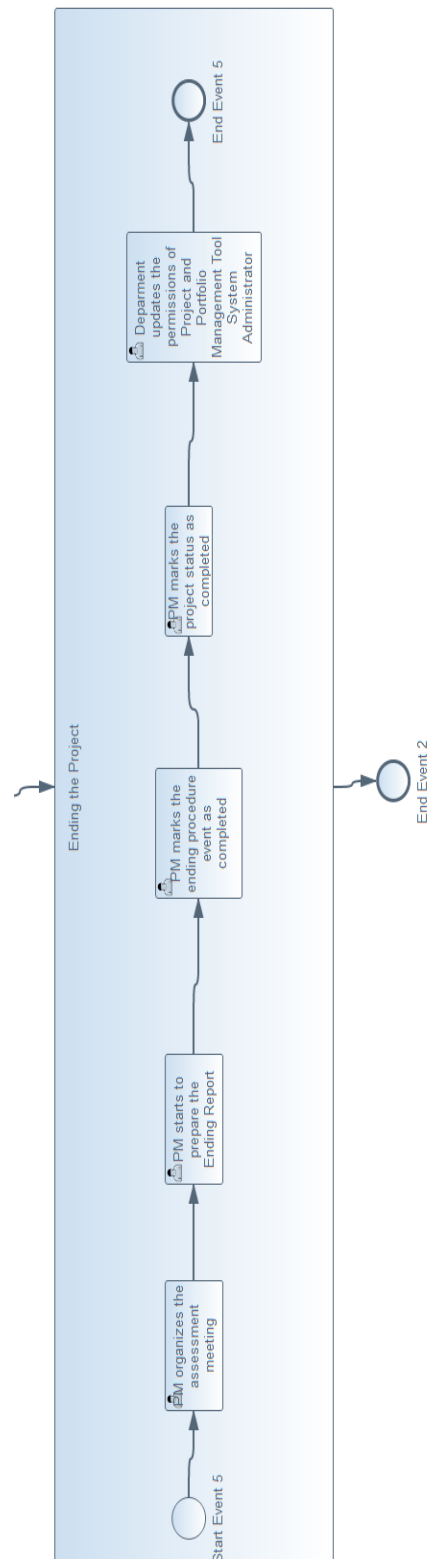 Ending the Project
Start Event 5
PM organizes the
assessment
meeting
PM starts to
prepare the
Ending Report
PM marks the
ending procedure
event as
completed
PM marks the
project status as
completed
Deparment
updates the
permissions of
Project and
Portfolio
Management Tool
System
Administrator
End Event 5
End Event 2